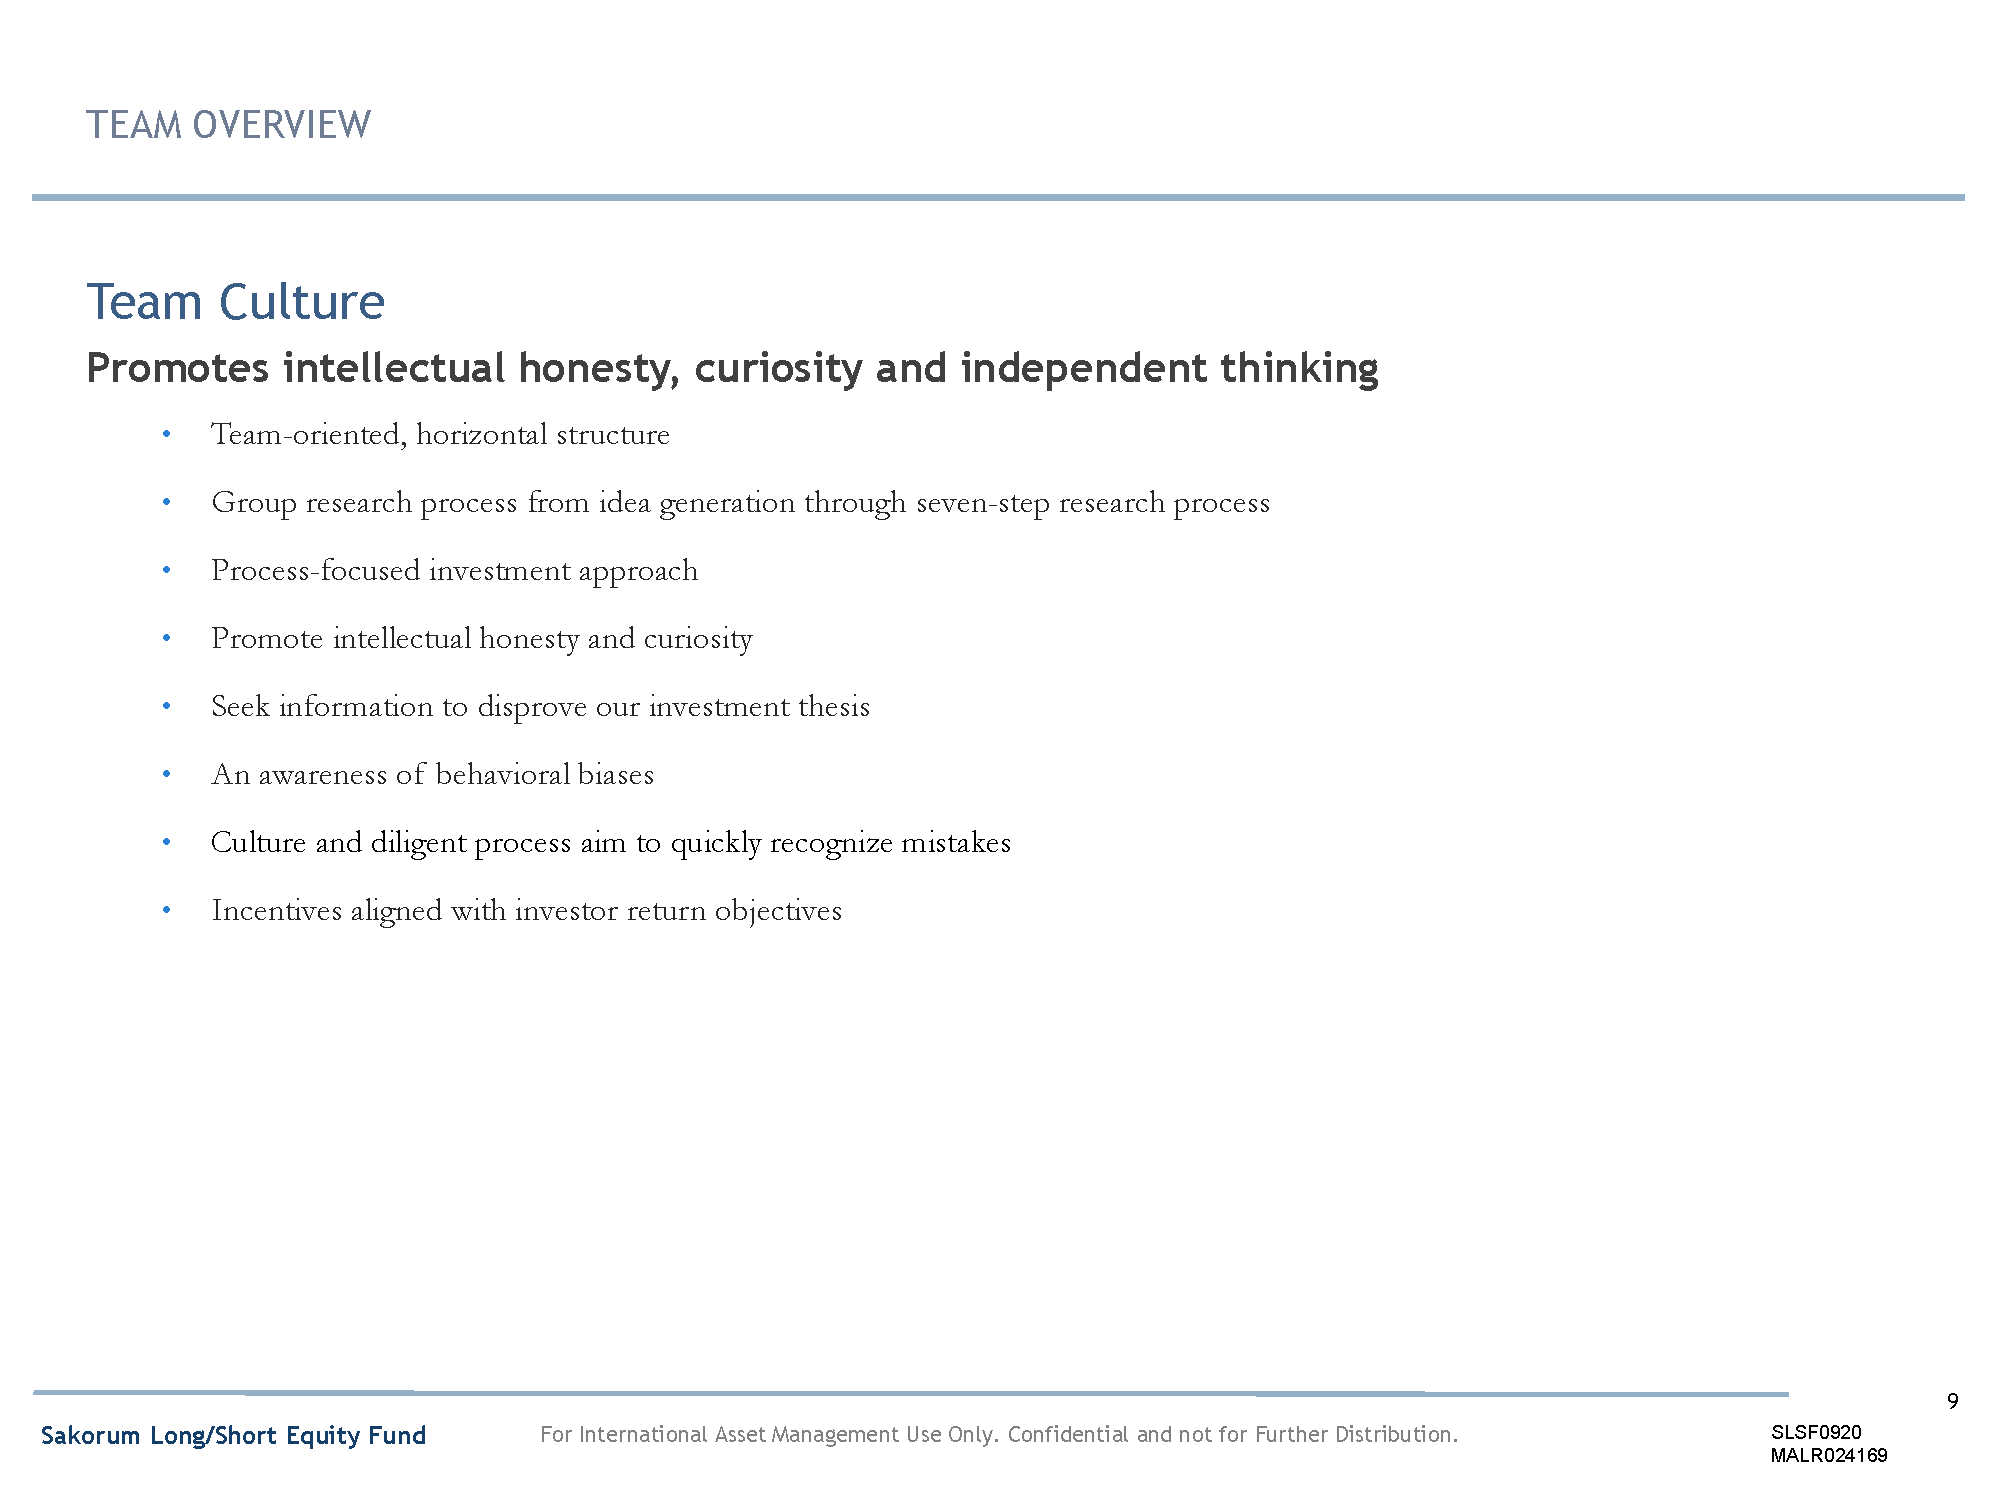 TEAM OVERVIEW
Team Culture
Promotes intellectual honesty, curiosity and independent thinking
• Team-oriented, horizontal structure
• Group research process from idea generation through seven-step research process
• Process-focused investment approach
• Promote intellectual honesty and curiosity
• Seek information to disprove our investment thesis
• An awareness of behavioral biases
• Culture and diligent process aim to quickly recognize mistakes
• Incentives aligned with investor return objectives
9
Sakorum Long/Short Equity Fund
For International Asset Management Use Only. Confidential and not for Further Distribution.
SLSF0920
MALR024169